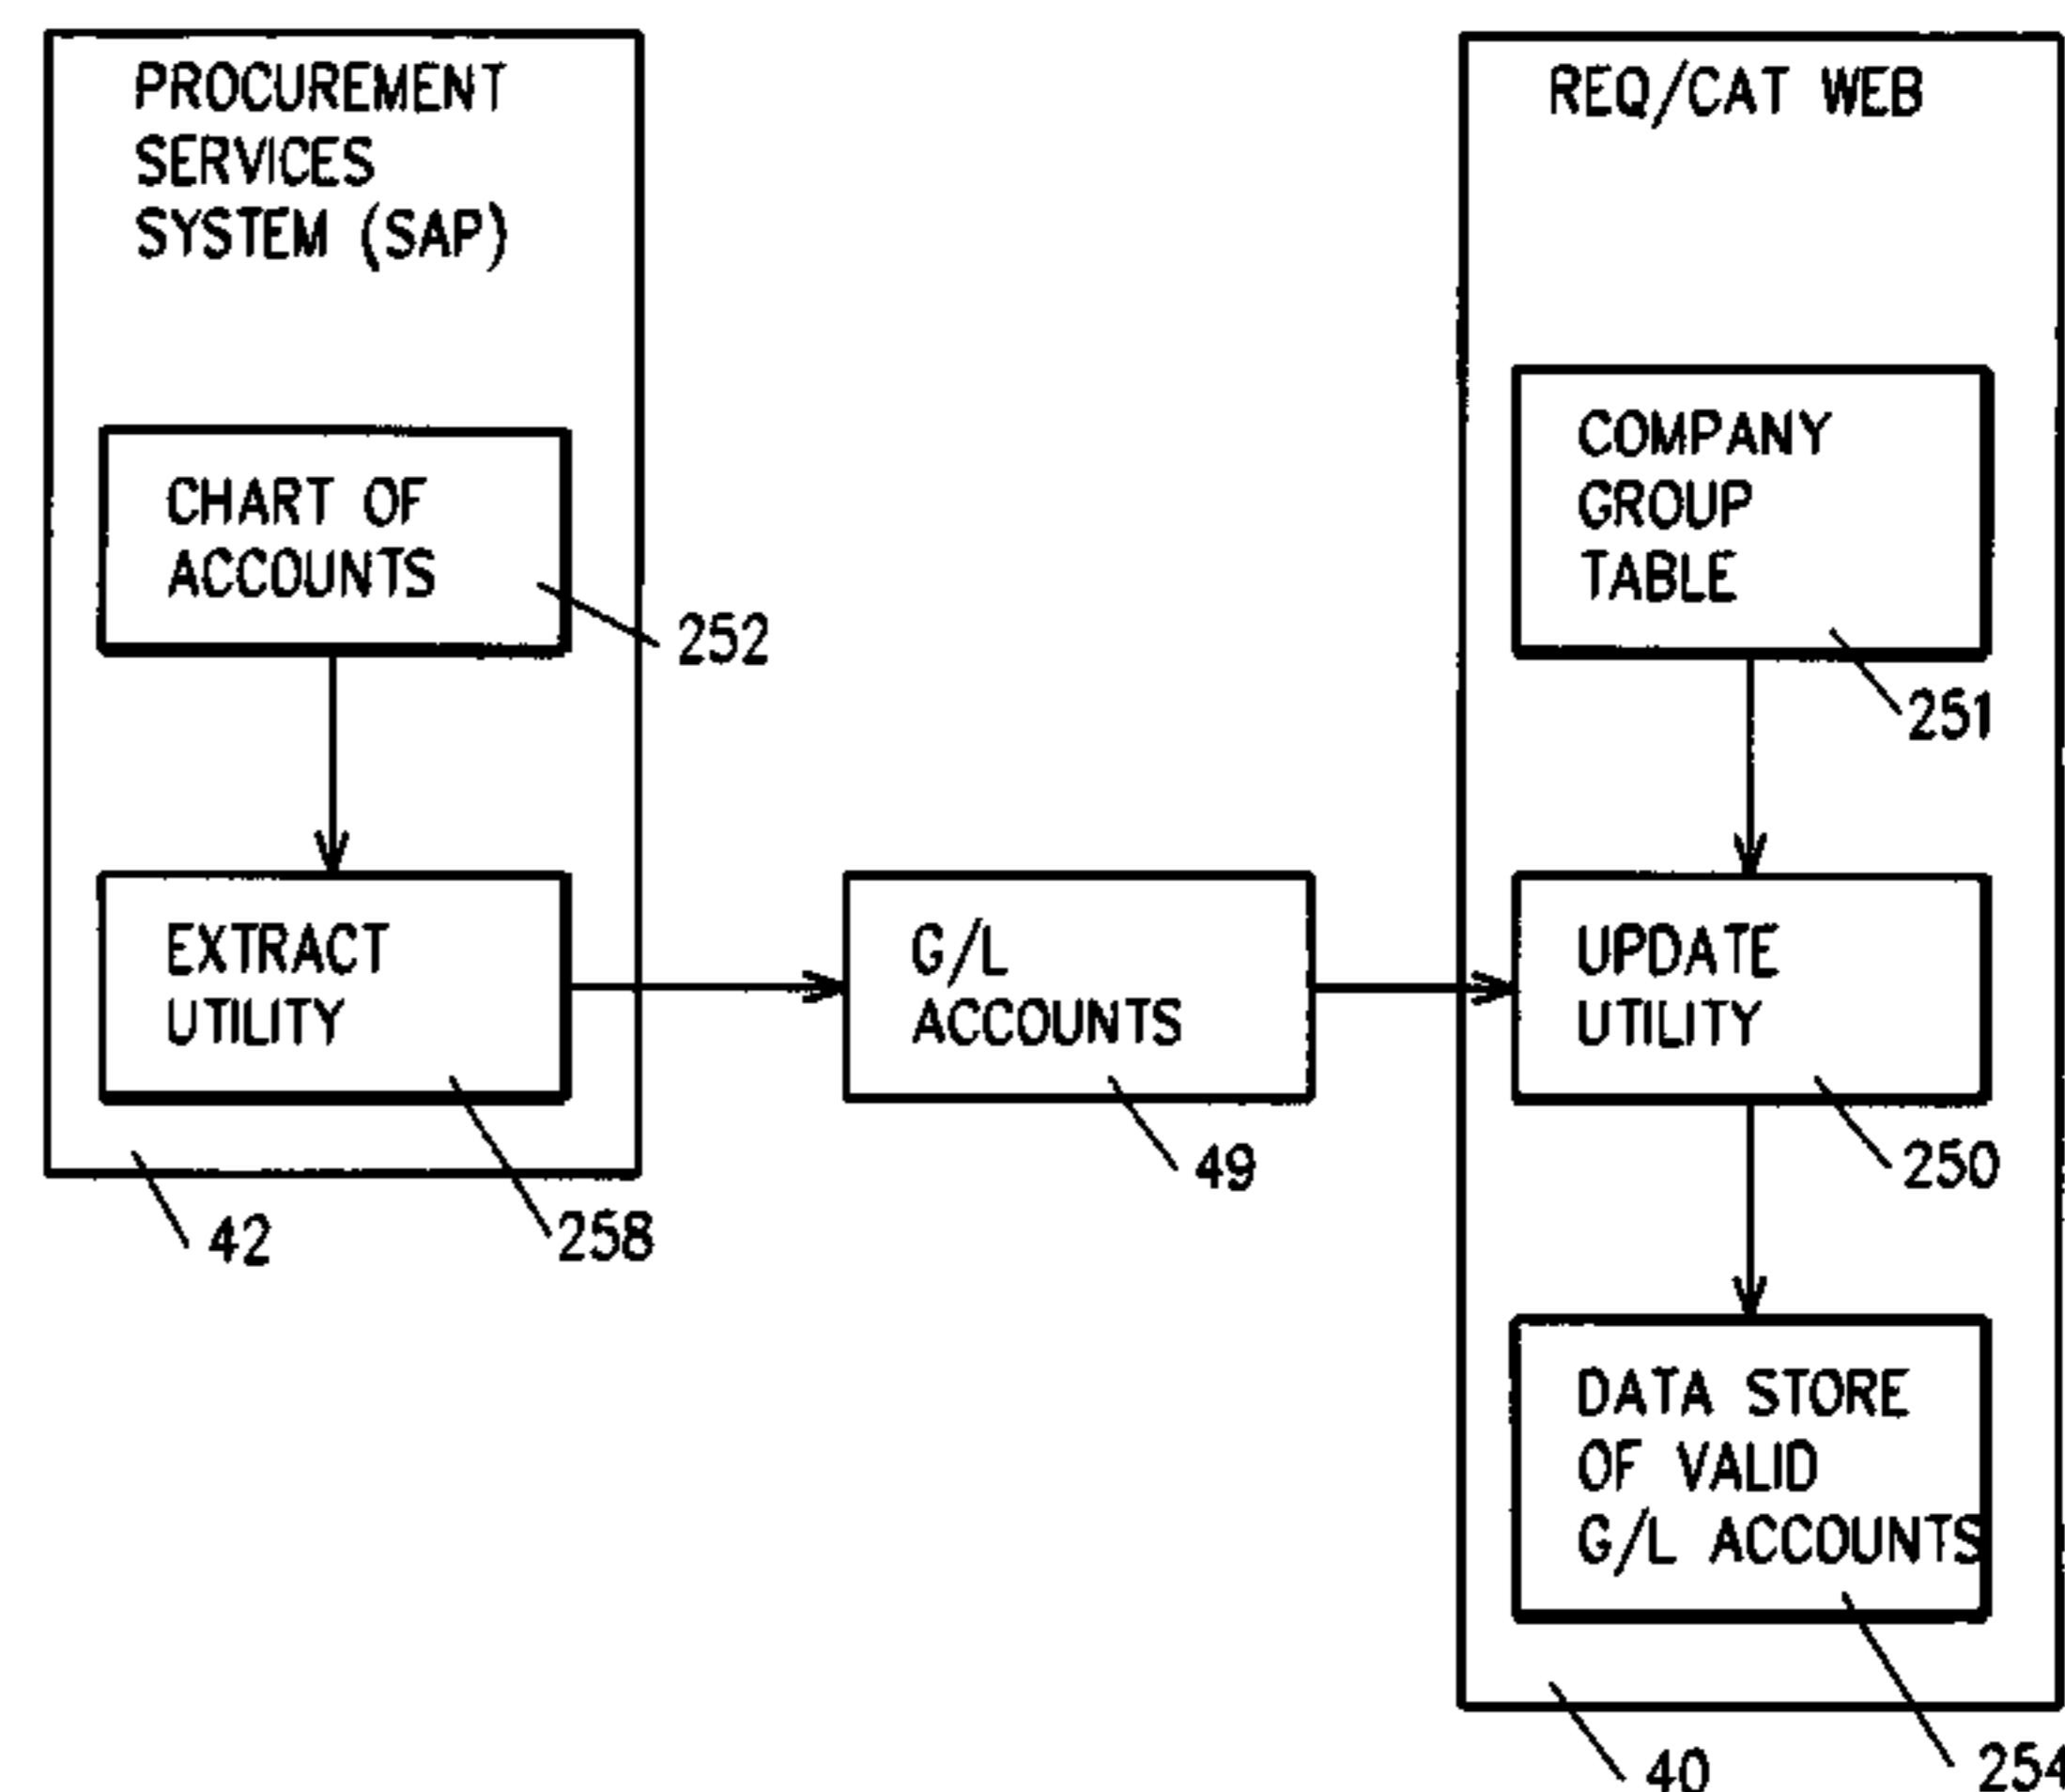 PROCUREMENT
SERVICES
SYSTEM (SAP)
CHART OF
ACCOUNTS
252
EXTRACT
UTILITY
258
42
G/L
ACCOUNTS
49
REQ/CAT WEB
COMPANY
GROUP
TABLE
251
UPDATE
UTILITY
250
DATA STORE
OF VALID
G/L ACCOUNTS
254
40